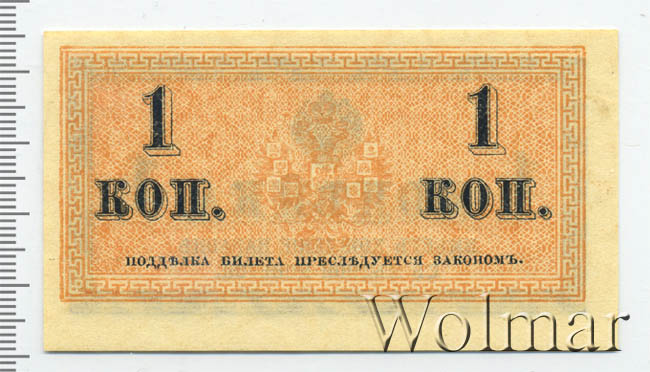 1 1
КОП. КОП.
ПОДДѢЛКА БИЛЕТА ПРЕСЛѢДУЕТСЯ ЗАКОНОМЪ.
Wolmar